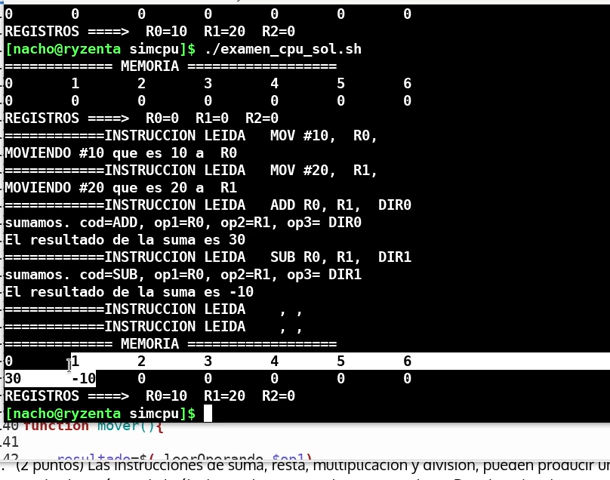 0 0 0 0 0 0 0
REGISTROS ====> R0=10 R1=20 R2=0
[nacho@ryzenta simcpu]$ ./examen_cpu_sol.sh
============= MEMORIA ==================
0 1 2 3 4 5 6
0 0 0 0 0 0 0
REGISTROS ====> R0=0 R1=0 R2=0
============INSTRUCCION LEIDA MOV #10, R0,
MOVIENDO #10 que es 10 a R0
============INSTRUCCION LEIDA MOV #20, R1,
MOVIENDO #20 que es 20 a R1
============INSTRUCCION LEIDA ADD R0, R1, DIR0
sumamos. cod=ADD, op1=R0, op2=R1, op3= DIR0
El resultado de la suma es 30
============INSTRUCCION LEIDA SUB R0, R1, DIR1
sumamos. cod=SUB, op1=R0, op2=R1, op3= DIR1
El resultado de la suma es -10
============INSTRUCCION LEIDA , ,
============INSTRUCCION LEIDA , ,
============= MEMORIA ==================
0 1 2 3 4 5 6
30 -10 0 0 0 0 0
REGISTROS ====> R0=10 R1=20 R2=0
[nacho@ryzenta simcpu]$
40 function mover(){
41
42 resultado=$( leerOperando $op1)
(2 puntos) Las instrucciones de suma, resta, multiplicación y división, pueden producir